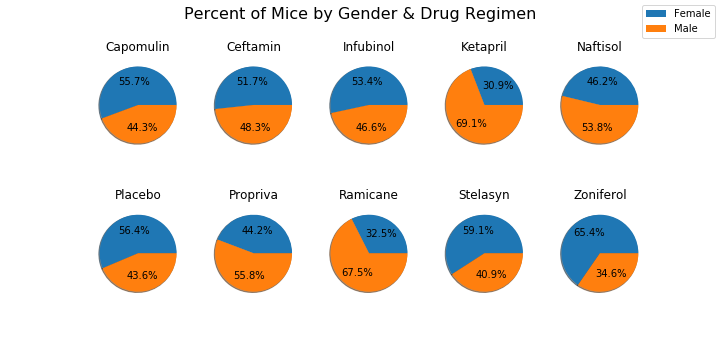 Percent of Mice by Gender & Drug Regimen
Female
Male
Capomulin
55.7%
44.3%
Ceftamin
51.7%
48.3%
Infubinol
53.4%
46.6%
Ketapril
30.9%
69.1%
Naftisol
46.2%
53.8%
Placebo
56.4%
43.6%
Propriva
44.2%
55.8%
Ramicane
32.5%
67.5%
Stelasyn
59.1%
40.9%
Zoniferol
65.4%
34.6%